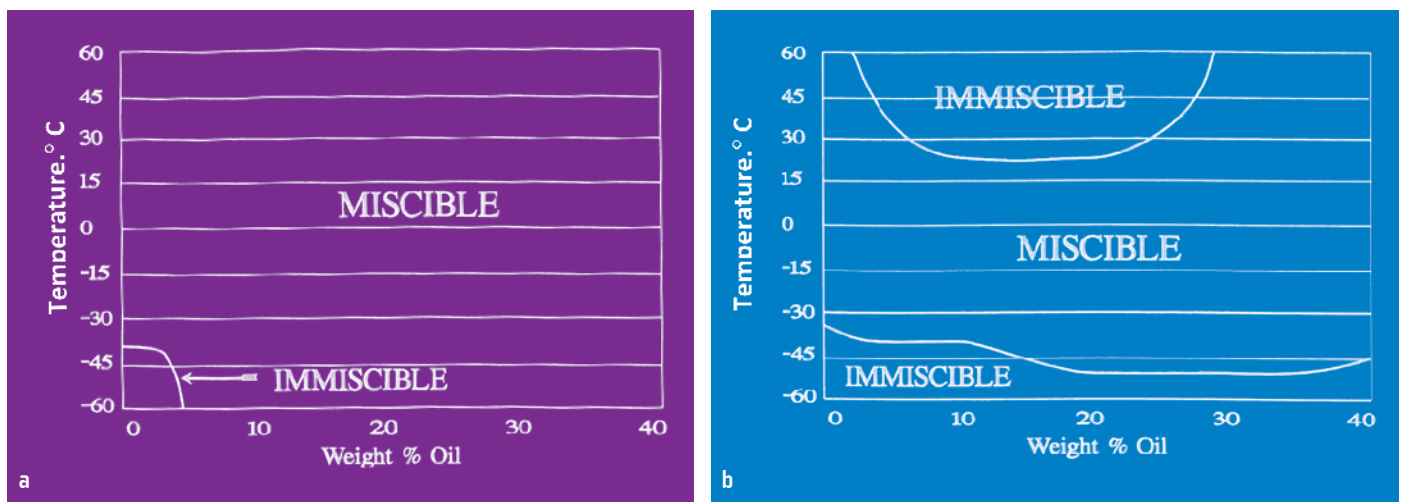 60
45
30
15
0
-15
-30
-45
-60
Temperature.° C
MISCIBLE
IMMISCIBLE
0 10 20 30 40
Weight % Oil
a
60
45
30
15
0
-15
-30
-45
-60
Temperature.° C
IMMISCIBLE
MISCIBLE
IMMISCIBLE
0 10 20 30 40
Weight % Oil
b